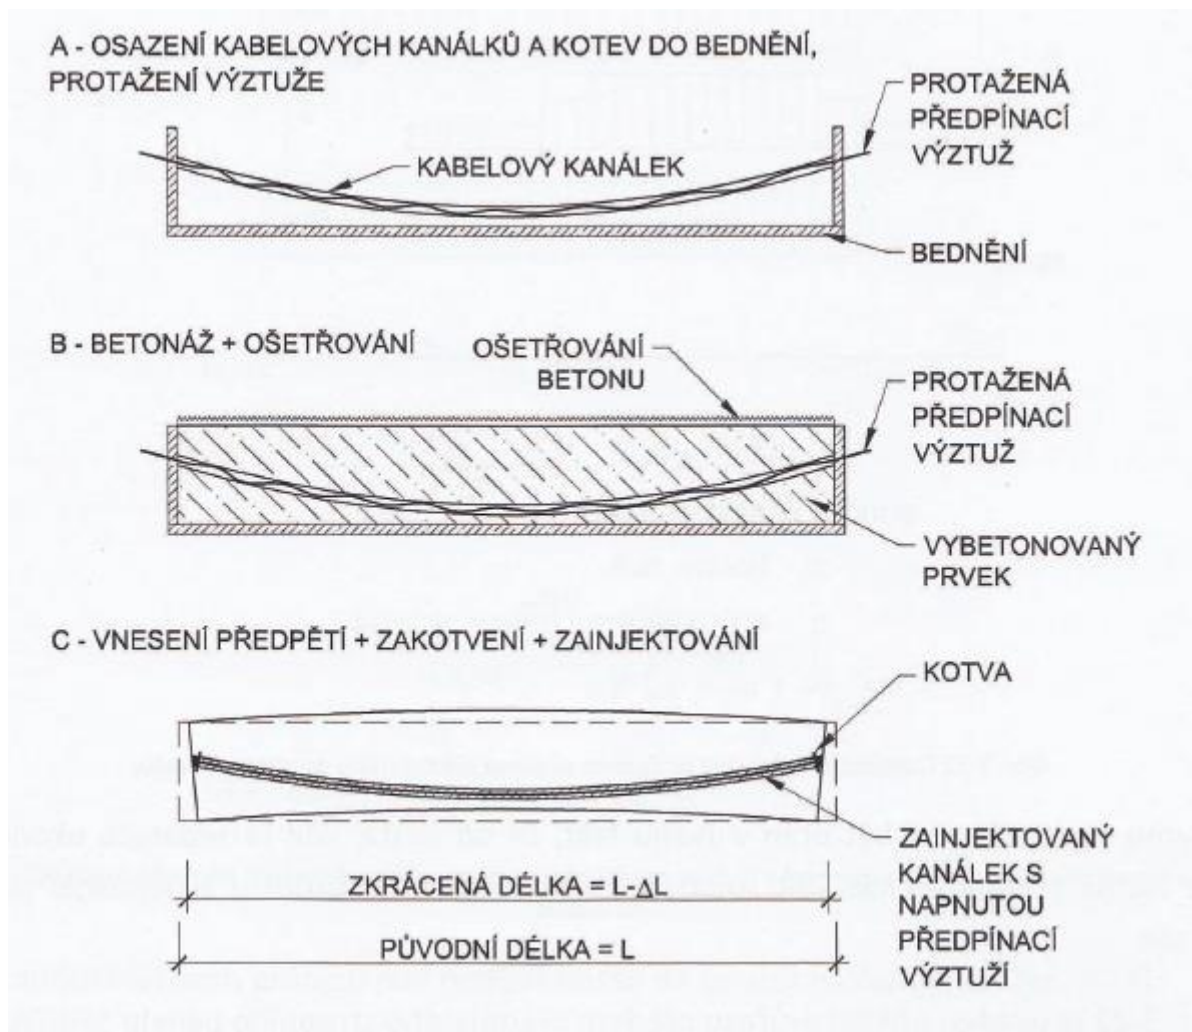 A - OSAZENÍ KABELOVÝCH KANÁLKŮ A KOTEV DO BEDNĚNÍ,
PROTAŽENÍ VÝZTUŽE
PROTAŽENÁ
PŘEDPÍNACÍ
VÝZTUŽ
KABELOVÝ KANÁLEK
BEDNĚNÍ
B - BETONÁŽ + OŠETŘOVÁNÍ
OŠETŘOVÁNÍ
BETONU
PROTAŽENÁ
PŘEDPÍNACÍ
VÝZTUŽ
VYBETONOVANÝ
PRVEK
C - VNESENÍ PŘEDPĚTÍ + ZAKOTVENÍ + ZAINJEKTOVÁNÍ
KOTVA
ZAINJEKTOVANÝ
KANÁLEK S
NAPNUTOU
PŘEDPÍNACÍ
VÝZTUŽÍ
ZKRÁCENÁ DÉLKA = L-ΔL
PŮVODNÍ DÉLKA = L